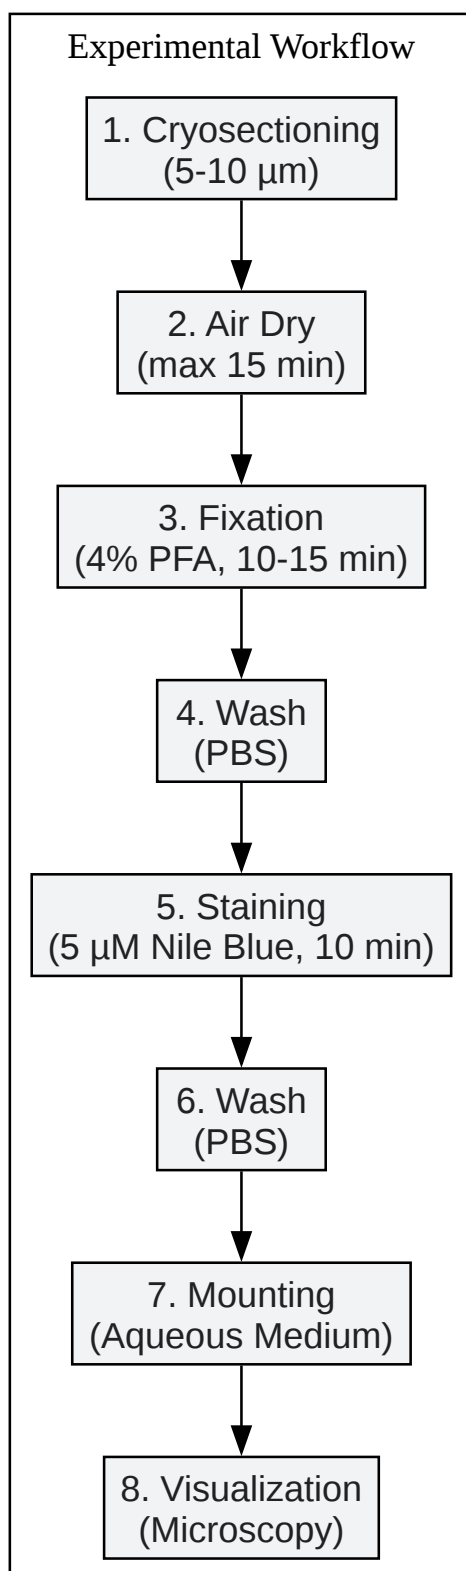 Experimental Workflow
1. Cryosectioning
(5-10 µm)
2. Air Dry
(max 15 min)
3. Fixation
(4% PFA, 10-15 min)
4. Wash
(PBS)
5. Staining
(5 µM Nile Blue, 10 min)
6. Wash
(PBS)
7. Mounting
(Aqueous Medium)
8. Visualization
(Microscopy)